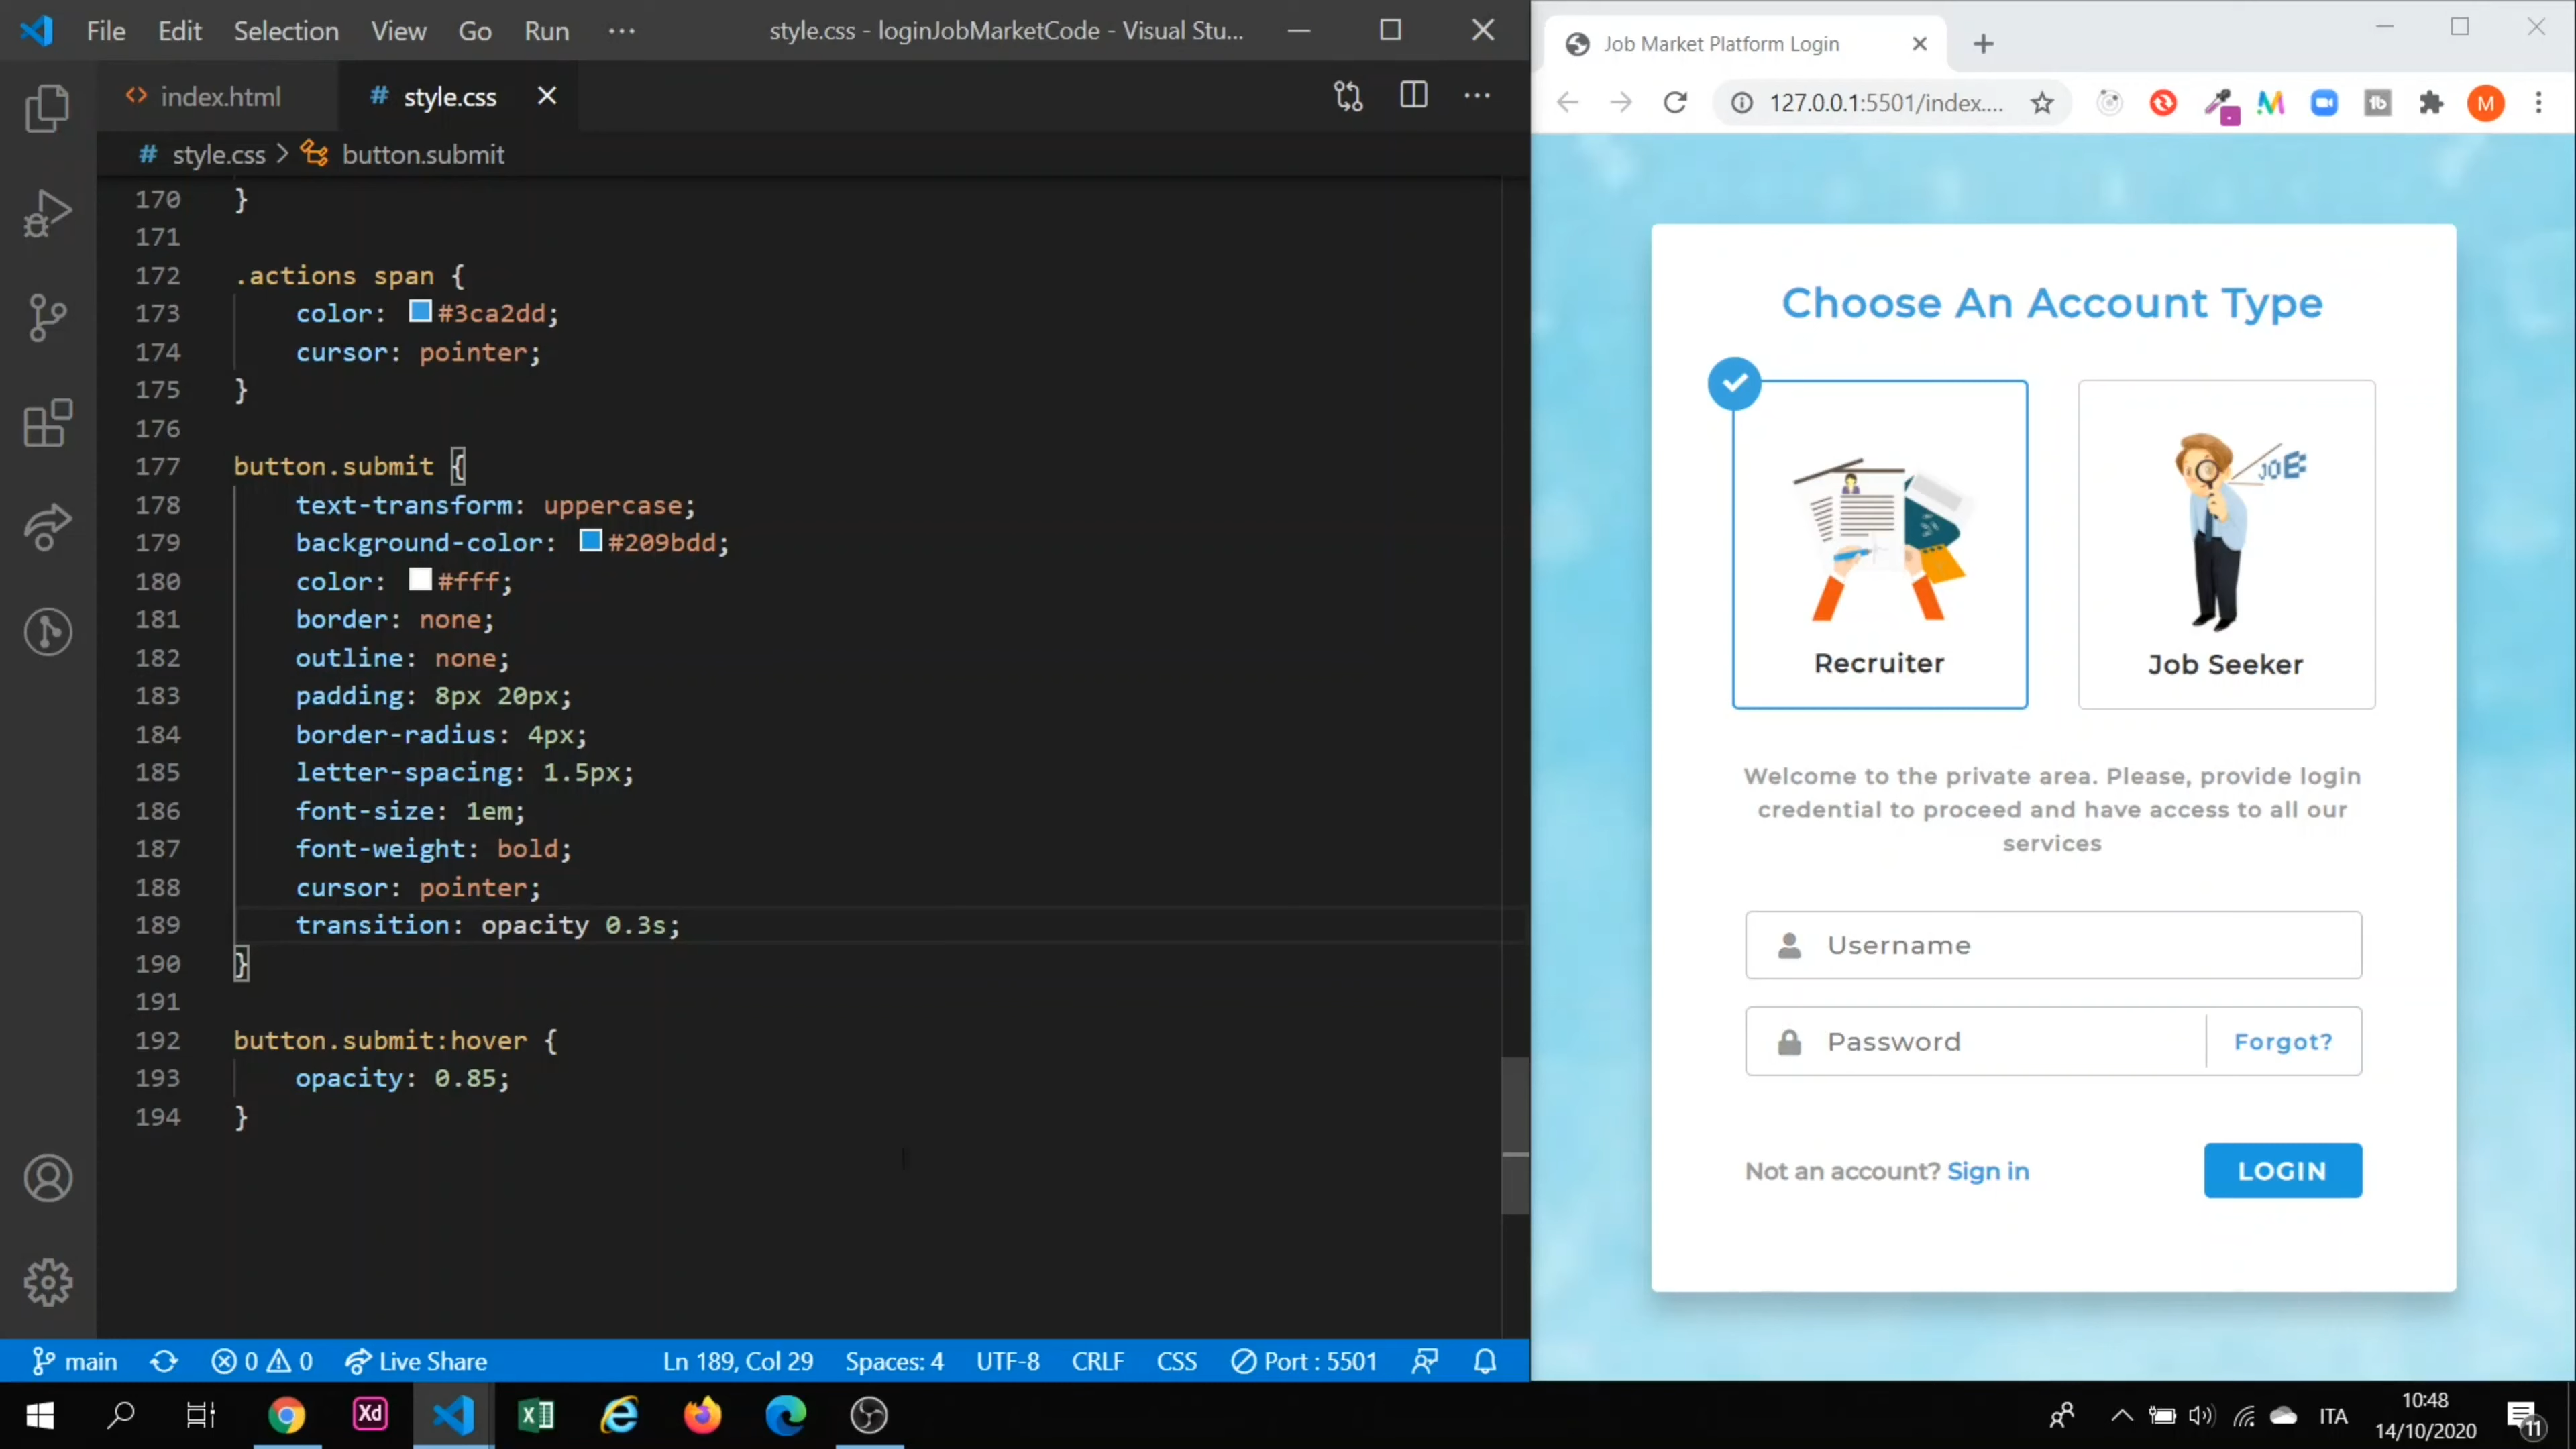 File Edit Selection View Go Run ··· style.css - loginJobMarketCode - Visual Stu...
index.html
# style.css
# style.css > button.submit
170 }
171
172 .actions span {
173 color: #3ca2dd;
174 cursor: pointer;
175 }
176
177 button.submit {
178 text-transform: uppercase;
179 background-color: #209bdd;
180 color: #fff;
181 border: none;
182 outline: none;
183 padding: 8px 20px;
184 border-radius: 4px;
185 letter-spacing: 1.5px;
186 font-size: 1em;
187 font-weight: bold;
188 cursor: pointer;
189 transition: opacity 0.3s;
190 }
191
192 button.submit:hover {
193 opacity: 0.85;
194 }
main 0 0 Live Share Ln 189, Col 29 Spaces: 4 UTF-8 CRLF CSS Port : 5501
Job Market Platform Login
127.0.0.1:5501/index....
M
Choose An Account Type
JOB
Recruiter
Job Seeker
Welcome to the private area. Please, provide login
credential to proceed and have access to all our
services
Username
Password
Forgot?
Not an account? Sign in
LOGIN
Xd
ITA
10:48
14/10/2020
11